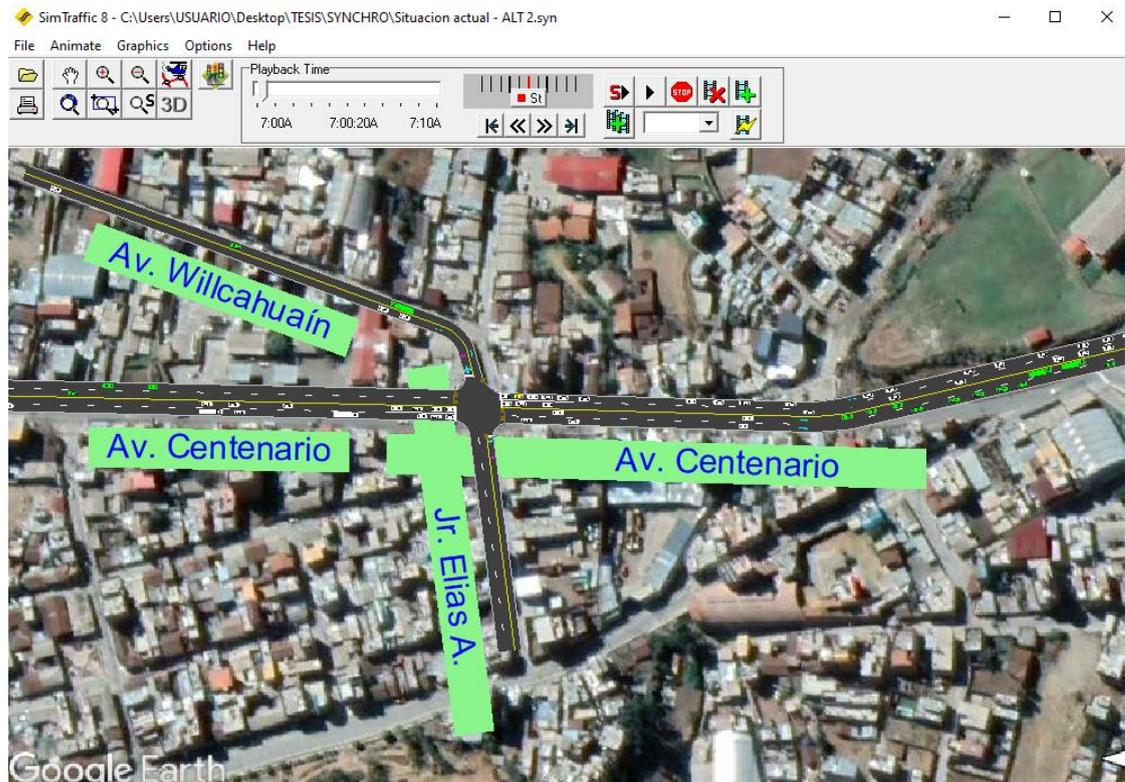 SimTraffic 8 - C:\Users\USUARIO\Desktop\TESIS\SYNCHRO\Situacion actual - ALT 2.syn
File Animate Graphics Options Help
Playback Time
St
S
STOP
S
3D
7:00A 7:00:20A 7:10A
Av. Willcahuaín
Av. Centenario
Av. Centenario
Jr. Elias A.
Google Earth